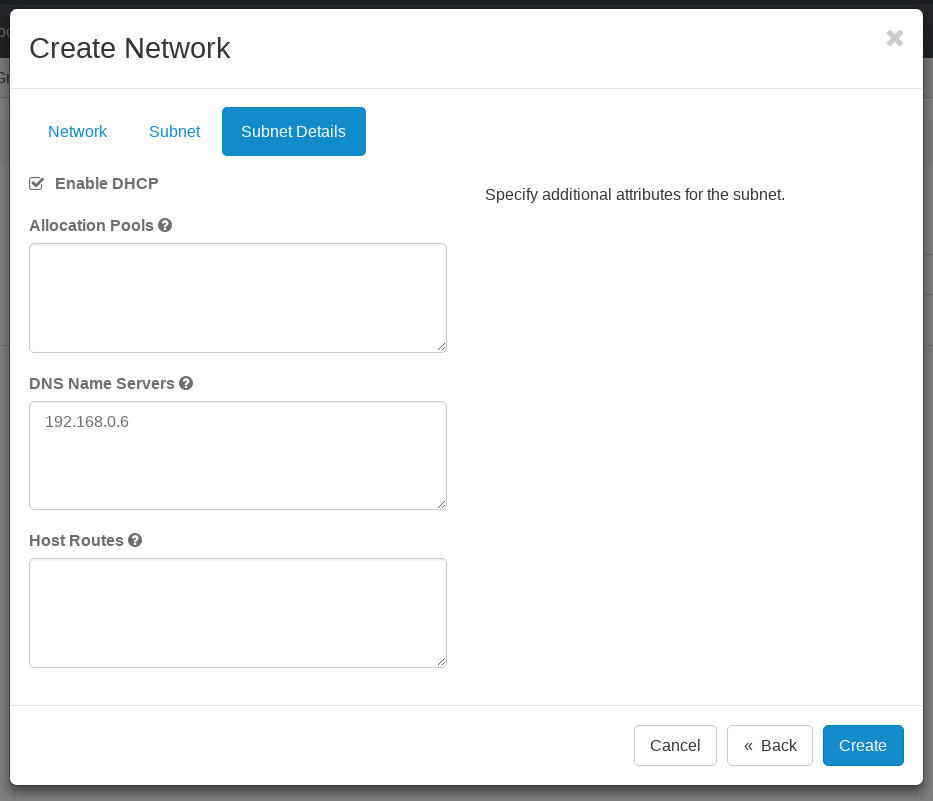 Create Network
Network Subnet Subnet Details
Enable DHCP
Specify additional attributes for the subnet.
Allocation Pools
DNS Name Servers
192.168.0.6
Host Routes
Cancel « Back Create